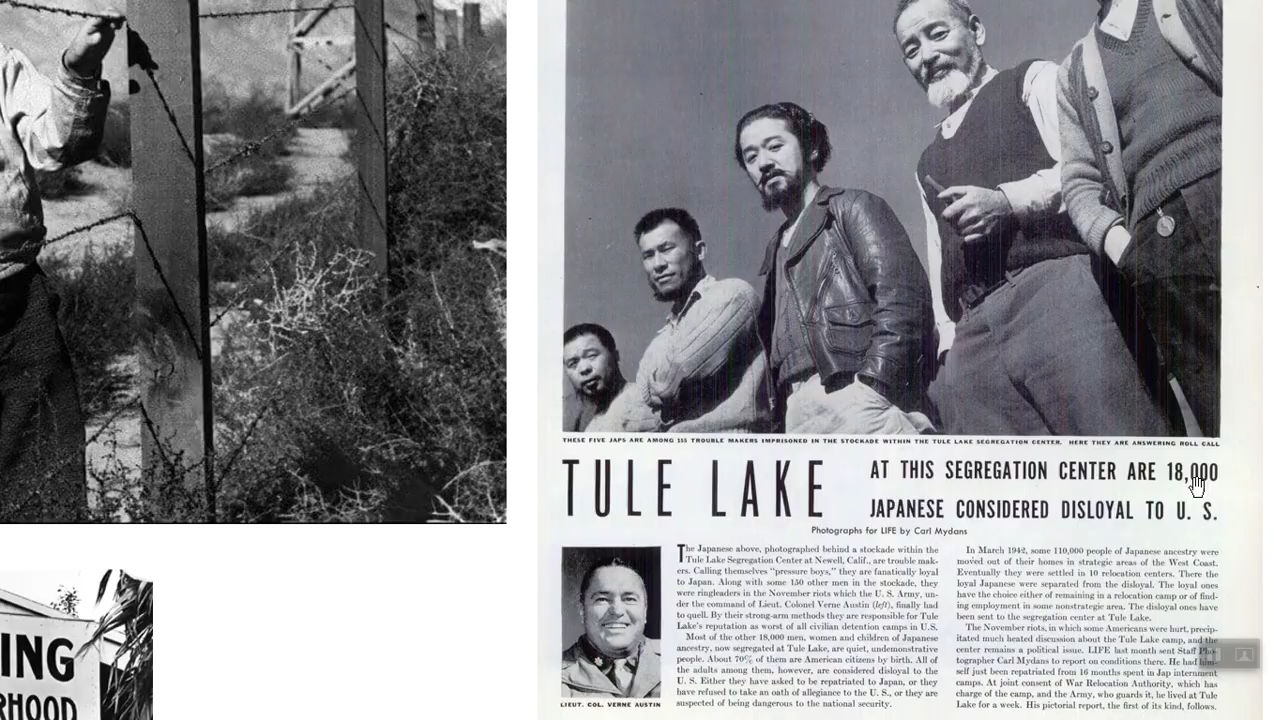 THESE FIVE JAPS ARE AMONG 155 TROUBLE MAKERS IMPRISONED IN THE STOCKADE WITHIN THE TULE LAKE SEGREGATION CENTER. HERE THEY ARE ANSWERING ROLL CALL
TULE LAKE
AT THIS SEGREGATION CENTER ARE 18,000
JAPANESE CONSIDERED DISLOYAL TO U. S.
Photographs for LIFE by Carl Mydans
The Japanese above, photographed behind a stockade within the
Tule Lake Segregation Center at Newell, Calif., are trouble mak-
ers. Calling themselves "pressure boys," they are fanatically loyal
to Japan. Along with some 150 other men in the stockade, they
were ringleaders in the November riots which the U. S. Army, un-
der the command of Lieut. Colonel Verne Austin (left), finally had
to quell. By their strong-arm methods they are responsible for Tule
Lake's reputation as worst of all civilian detention camps in U.S.
Most of the other 18,000 men, women and children of Japanese
ancestry, now segregated at Tule Lake, are quiet, undemonstrative
people. About 70% of them are American citizens by birth. All of
the adults among them, however, are considered disloyal to the
U. S. Either they have asked to be repatriated to Japan, or they
have refused to take an oath of allegiance to the U. S., or they are
suspected of being dangerous to the national security.
In March 1942, some 110,000 people of Japanese ancestry were
moved out of their homes in strategic areas of the West Coast.
Eventually they were settled in 10 relocation centers. There the
loyal Japanese were separated from the disloyal. The loyal ones
have the choice either of remaining in a relocation camp or of find-
ing employment in some nonstrategic area. The disloyal ones have
been sent to the segregation center at Tule Lake.
The November riots, in which some Americans were hurt, precip-
itated much heated discussion about the Tule Lake camp, and the
center remains a political issue. LIFE last month sent Staff Pho-
tographer Carl Mydans to report on conditions there. He had him-
self just been repatriated from 16 months spent in Jap internment
camps. At joint consent of War Relocation Authority, which has
charge of the camp, and the Army, who guards it, he lived at Tule
Lake for a week. His pictorial report, the first of its kind, follows.
LIEUT. COL. VERNE AUSTIN
ING
RHOOD